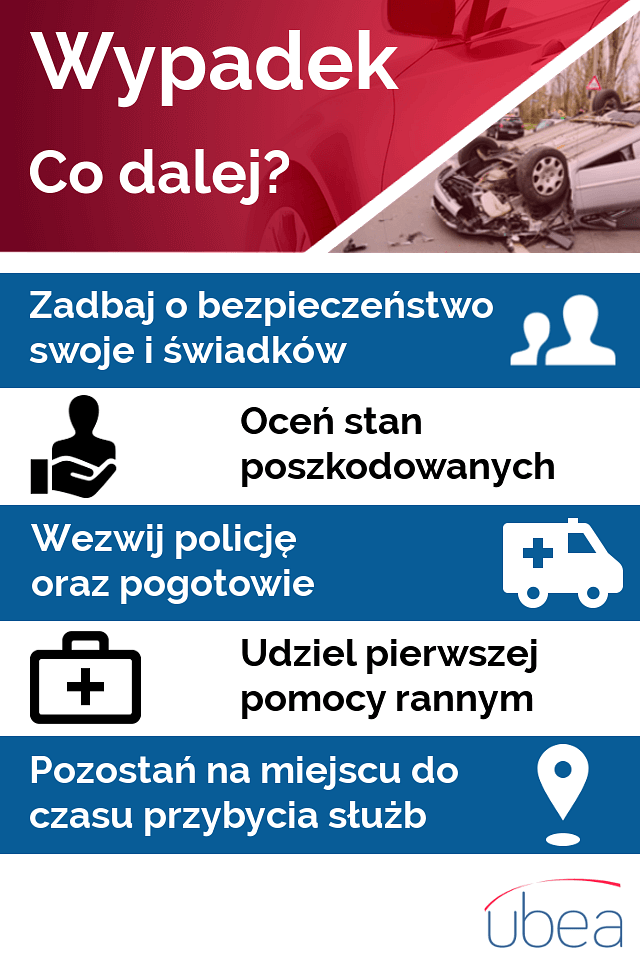 Wypadek
Co dalej?
Zadbaj o bezpieczeństwo
swoje i świadków
Oceń stan
poszkodowanych
Wezwij policję
oraz pogotowie
Udziel pierwszej
pomocy rannym
Pozostań na miejscu do
czasu przybycia służb
ubea